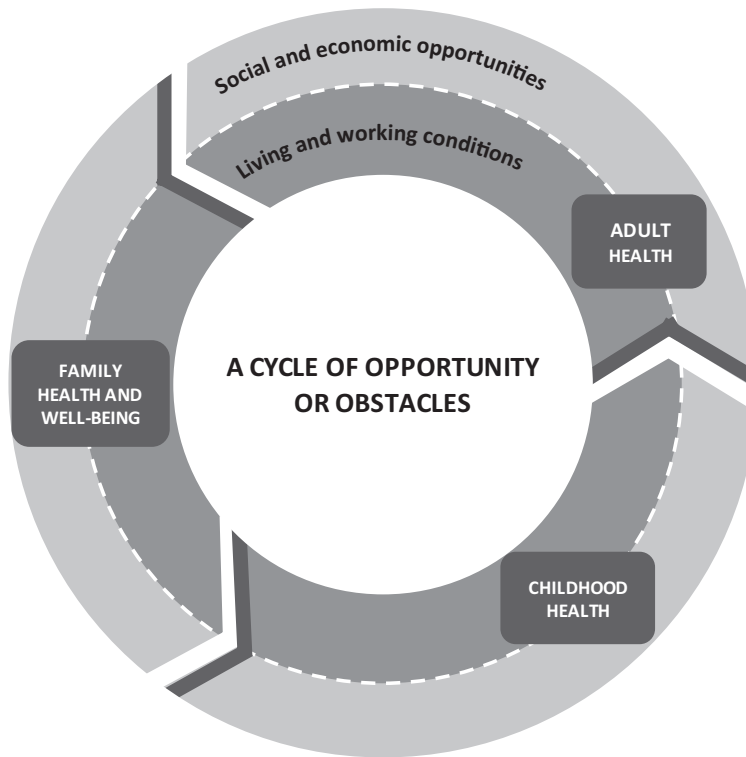 Social and economic opportunities
Living and working conditions
ADULT
HEALTH
A CYCLE OF OPPORTUNITY
OR OBSTACLES
FAMILY
HEALTH AND
WELL-BEING
CHILDHOOD
HEALTH